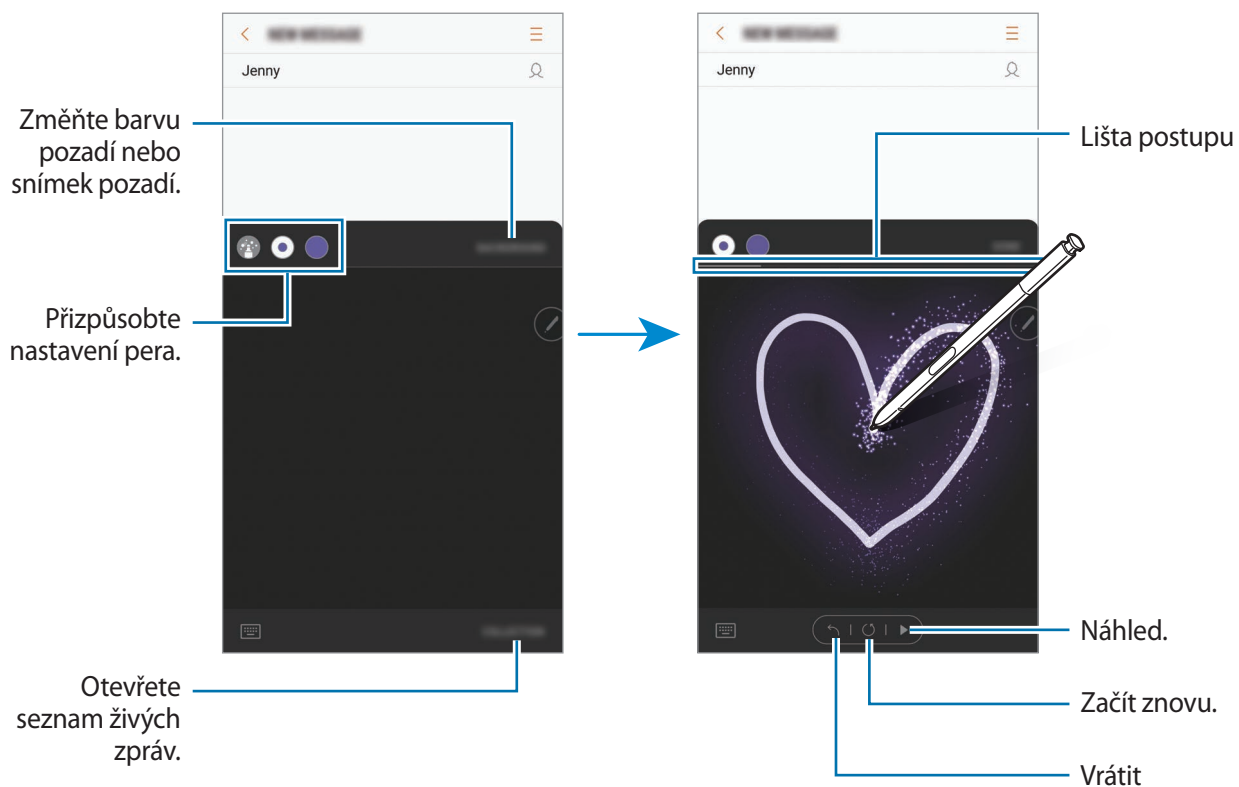 Jenny
Změňte barvu
pozadí nebo
snímek pozadí.
Přizpůsobte
nastavení pera.
Otevřete
seznam živých
zpráv.
Jenny
Lišta postupu
Náhled.
Začít znovu.
Vrátit